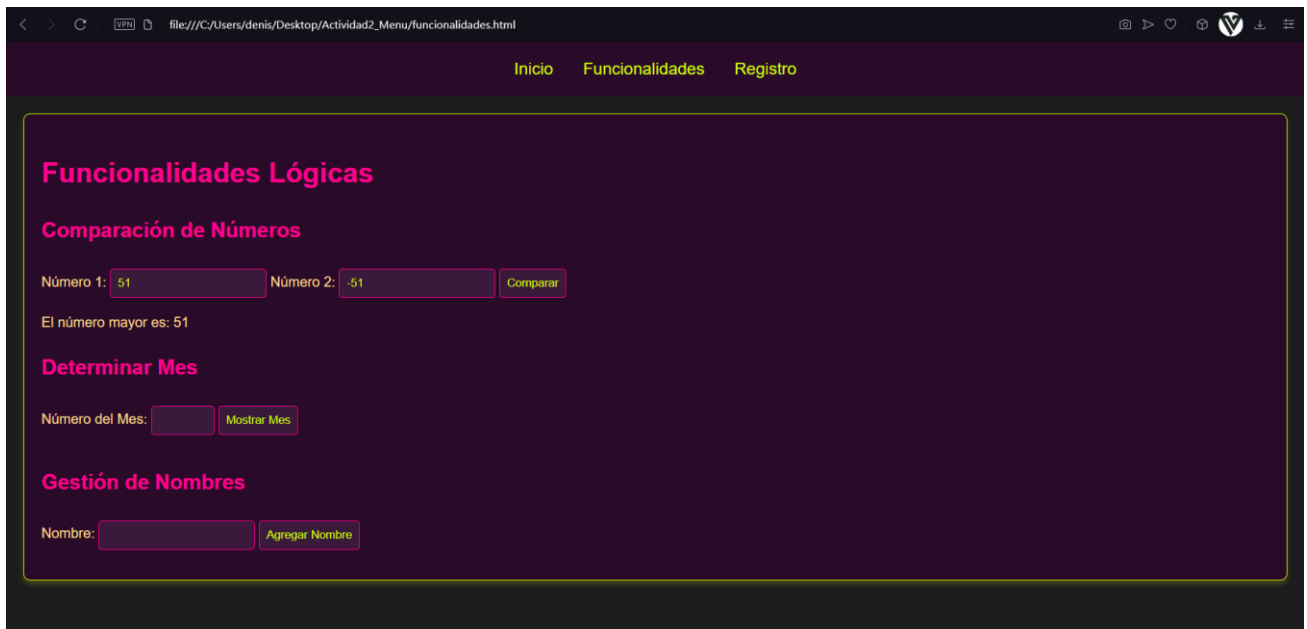 VPN file:///C:/Users/denis/Desktop/Actividad2_Menu/funcionalidades.html
Inicio Funcionalidades Registro
Funcionalidades Lógicas
Comparación de Números
Número 1: 51 Número 2: -51 Comparar
El número mayor es: 51
Determinar Mes
Número del Mes: Mostrar Mes
Gestión de Nombres
Nombre: Agregar Nombre